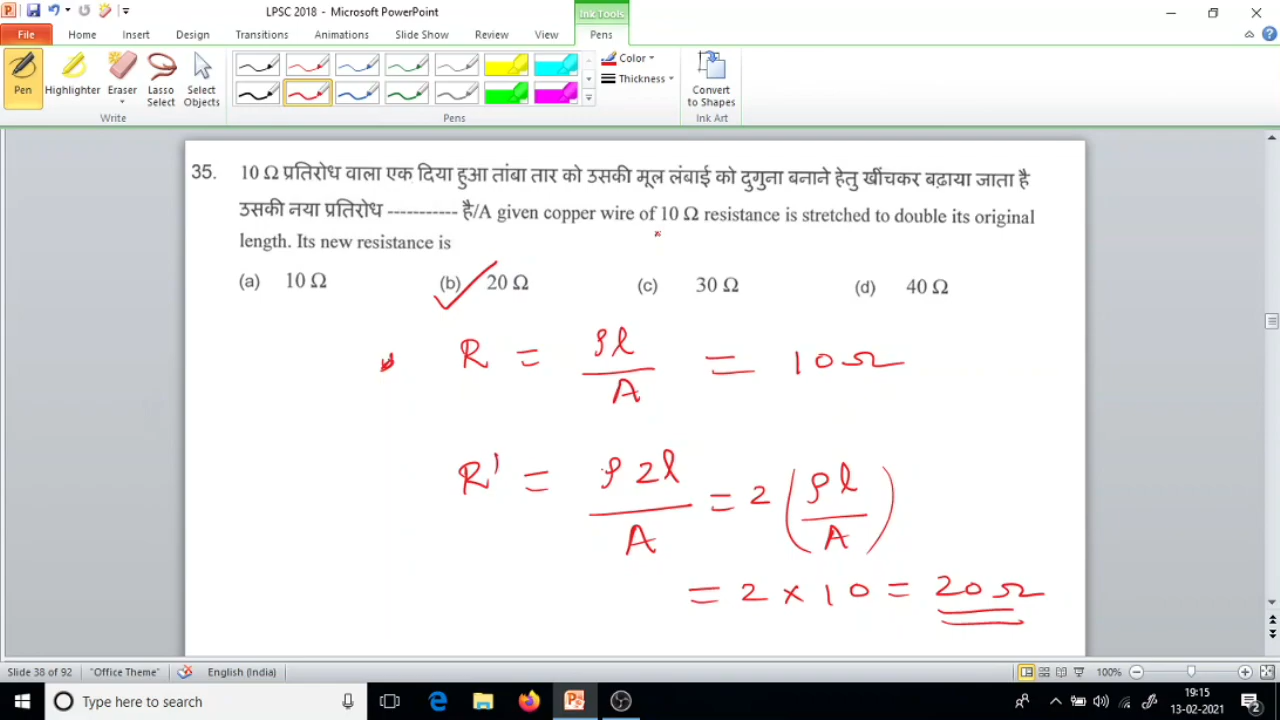 LPSC 2018 - Microsoft PowerPoint
Ink Tools
File Home Insert Design Transitions Animations Slide Show Review View Pens
Pen Highlighter Eraser Lasso Select Select Objects
Color
Thickness
Convert to Shapes
Write Pens Ink Art
35. 10 Ω प्रतिरोध वाला एक दिया हुआ तांबा तार को उसकी मूल लंबाई को दुगुना बनाने हेतु खींचकर बढ़ाया जाता है
उसकी नया प्रतिरोध ----------- है/A given copper wire of 10 Ω resistance is stretched to double its original
length. Its new resistance is
(a) 10 Ω (b) 20 Ω (c) 30 Ω (d) 40 Ω
R = ρl/A = 10 Ω
R' = ρ2l/A = 2 (ρl/A)
= 2 × 10 = 20 Ω
Slide 38 of 92 "Office Theme" English (India) 100%
Type here to search
19:15
13-02-2021
2